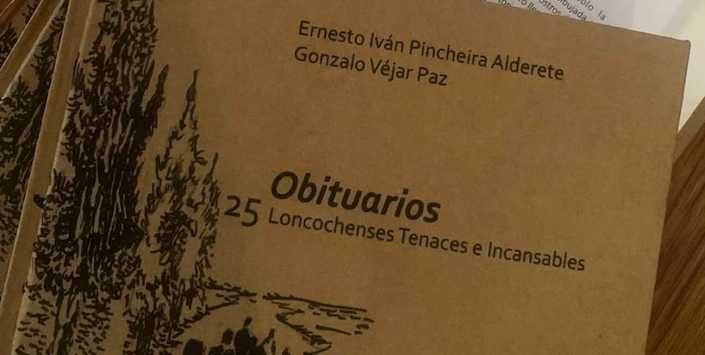 Ernesto Iván Pincheira Alderete
Gonzalo Véjar Paz
Obituarios
25 Loncochenses Tenaces e Incansables